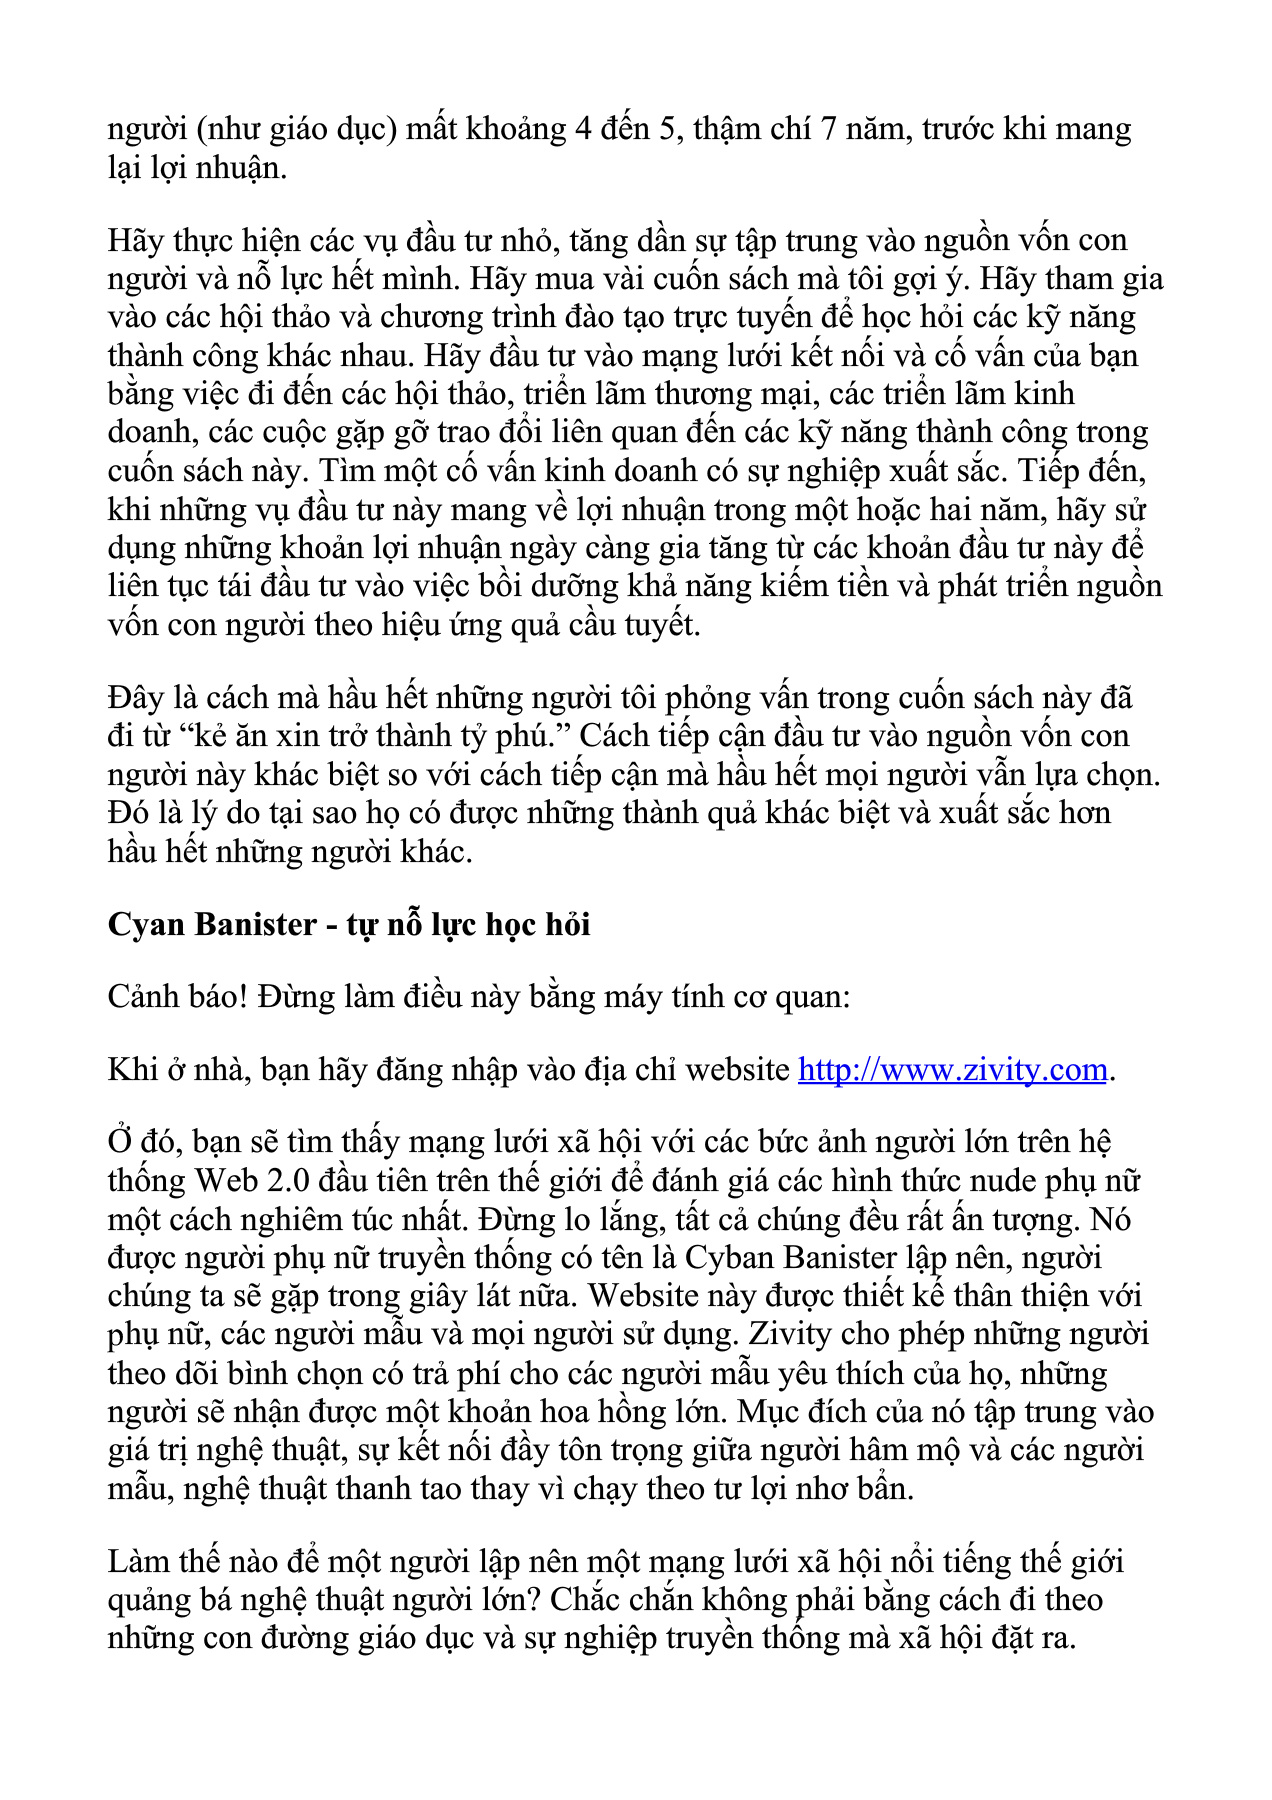 người (như giáo dục) mất khoảng 4 đến 5, thậm chí 7 năm, trước khi mang
lại lợi nhuận.
Hãy thực hiện các vụ đầu tư nhỏ, tăng dần sự tập trung vào nguồn vốn con
người và nỗ lực hết mình. Hãy mua vài cuốn sách mà tôi gợi ý. Hãy tham gia
vào các hội thảo và chương trình đào tạo trực tuyến để học hỏi các kỹ năng
thành công khác nhau. Hãy đầu tư vào mạng lưới kết nối và cố vấn của bạn
bằng việc đi đến các hội thảo, triển lãm thương mại, các triển lãm kinh
doanh, các cuộc gặp gỡ trao đổi liên quan đến các kỹ năng thành công trong
cuốn sách này. Tìm một cố vấn kinh doanh có sự nghiệp xuất sắc. Tiếp đến,
khi những vụ đầu tư này mang về lợi nhuận trong một hoặc hai năm, hãy sử
dụng những khoản lợi nhuận ngày càng gia tăng từ các khoản đầu tư này để
liên tục tái đầu tư vào việc bồi dưỡng khả năng kiếm tiền và phát triển nguồn
vốn con người theo hiệu ứng quả cầu tuyết.
Đây là cách mà hầu hết những người tôi phỏng vấn trong cuốn sách này đã
đi từ “kẻ ăn xin trở thành tỷ phú.” Cách tiếp cận đầu tư vào nguồn vốn con
người này khác biệt so với cách tiếp cận mà hầu hết mọi người vẫn lựa chọn.
Đó là lý do tại sao họ có được những thành quả khác biệt và xuất sắc hơn
hầu hết những người khác.
Cyan Banister - tự nỗ lực học hỏi
Cảnh báo! Đừng làm điều này bằng máy tính cơ quan:
Khi ở nhà, bạn hãy đăng nhập vào địa chỉ website http://www.zivity.com.
Ở đó, bạn sẽ tìm thấy mạng lưới xã hội với các bức ảnh người lớn trên hệ
thống Web 2.0 đầu tiên trên thế giới để đánh giá các hình thức nude phụ nữ
một cách nghiêm túc nhất. Đừng lo lắng, tất cả chúng đều rất ấn tượng. Nó
được người phụ nữ truyền thống có tên là Cyban Banister lập nên, người
chúng ta sẽ gặp trong giây lát nữa. Website này được thiết kế thân thiện với
phụ nữ, các người mẫu và mọi người sử dụng. Zivity cho phép những người
theo dõi bình chọn có trả phí cho các người mẫu yêu thích của họ, những
người sẽ nhận được một khoản hoa hồng lớn. Mục đích của nó tập trung vào
giá trị nghệ thuật, sự kết nối đầy tôn trọng giữa người hâm mộ và các người
mẫu, nghệ thuật thanh tao thay vì chạy theo tư lợi nhơ bẩn.
Làm thế nào để một người lập nên một mạng lưới xã hội nổi tiếng thế giới
quảng bá nghệ thuật người lớn? Chắc chắn không phải bằng cách đi theo
những con đường giáo dục và sự nghiệp truyền thống mà xã hội đặt ra.